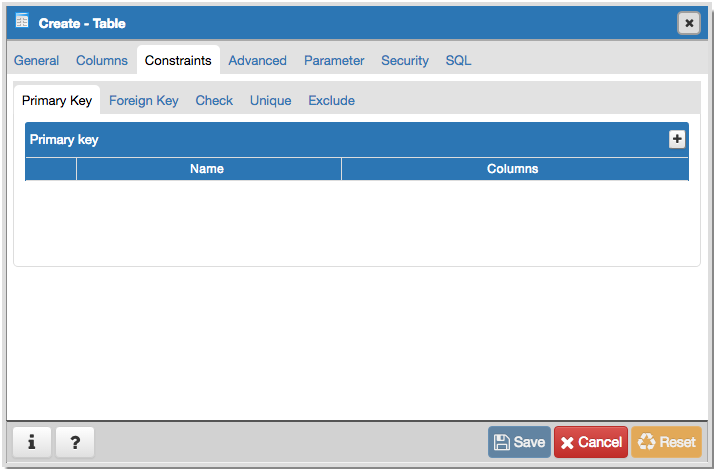 Create - Table
General Columns Constraints Advanced Parameter Security SQL
Primary Key Foreign Key Check Unique Exclude
Primary key
Name Columns
i ? Save Cancel Reset